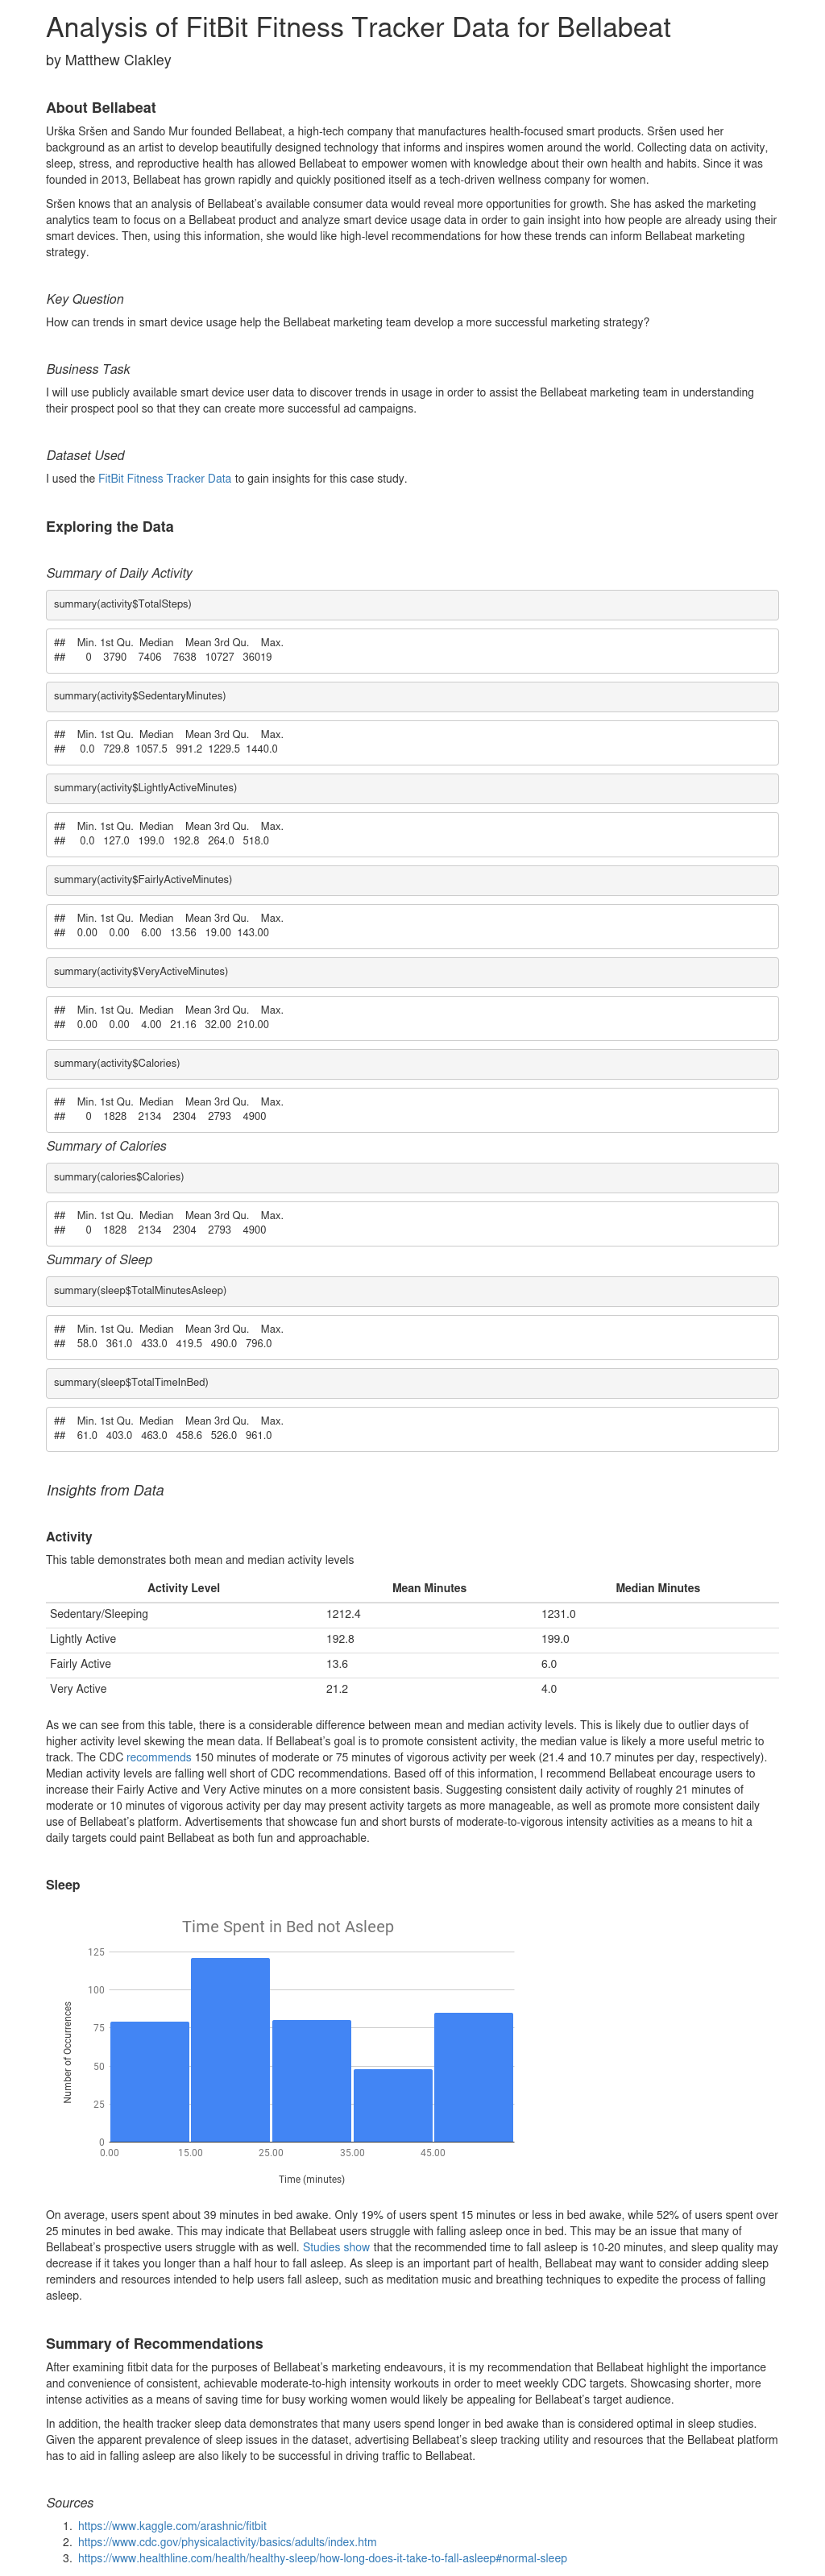 Analysis of FitBit Fitness Tracker Data for Bellabeat
by Matthew Clakley
About Bellabeat
Urška Sršen and Sando Mur founded Bellabeat, a high-tech company that manufactures health-focused smart products. Sršen used her
background as an artist to develop beautifully designed technology that informs and inspires women around the world. Collecting data on activity,
sleep, stress, and reproductive health has allowed Bellabeat to empower women with knowledge about their own health and habits. Since it was
founded in 2013, Bellabeat has grown rapidly and quickly positioned itself as a tech-driven wellness company for women.
Sršen knows that an analysis of Bellabeat's available consumer data would reveal more opportunities for growth. She has asked the marketing
analytics team to focus on a Bellabeat product and analyze smart device usage data in order to gain insight into how people are already using their
smart devices. Then, using this information, she would like high-level recommendations for how these trends can inform Bellabeat marketing
strategy.
Key Question
How can trends in smart device usage help the Bellabeat marketing team develop a more successful marketing strategy?
Business Task
I will use publicly available smart device user data to discover trends in usage in order to assist the Bellabeat marketing team in understanding
their prospect pool so that they can create more successful ad campaigns.
Dataset Used
I used the FitBit Fitness Tracker Data to gain insights for this case study.
Exploring the Data
Summary of Daily Activity
summary(activity$TotalSteps)
## Min. 1st Qu. Median Mean 3rd Qu. Max.
## 0 3790 7406 7638 10727 36019
summary(activity$SedentaryMinutes)
## Min. 1st Qu. Median Mean 3rd Qu. Max.
## 0.0 729.8 1057.5 991.2 1229.5 1440.0
summary(activity$LightlyActiveMinutes)
## Min. 1st Qu. Median Mean 3rd Qu. Max.
## 0.0 127.0 199.0 192.8 264.0 518.0
summary(activity$FairlyActiveMinutes)
## Min. 1st Qu. Median Mean 3rd Qu. Max.
## 0.00 0.00 6.00 13.56 19.00 143.00
summary(activity$VeryActiveMinutes)
## Min. 1st Qu. Median Mean 3rd Qu. Max.
## 0.00 0.00 4.00 21.16 32.00 210.00
summary(activity$Calories)
## Min. 1st Qu. Median Mean 3rd Qu. Max.
## 0 1828 2134 2304 2793 4900
Summary of Calories
summary(calories$Calories)
## Min. 1st Qu. Median Mean 3rd Qu. Max.
## 0 1828 2134 2304 2793 4900
Summary of Sleep
summary(sleep$TotalMinutesAsleep)
## Min. 1st Qu. Median Mean 3rd Qu. Max.
## 58.0 361.0 433.0 419.5 490.0 796.0
summary(sleep$TotalTimeInBed)
## Min. 1st Qu. Median Mean 3rd Qu. Max.
## 61.0 403.0 463.0 458.6 526.0 961.0
Insights from Data
Activity
This table demonstrates both mean and median activity levels
Activity Level Mean Minutes Median Minutes
Sedentary/Sleeping 1212.4 1231.0
Lightly Active 192.8 199.0
Fairly Active 13.6 6.0
Very Active 21.2 4.0
As we can see from this table, there is a considerable difference between mean and median activity levels. This is likely due to outlier days of
higher activity level skewing the mean data. If Bellabeat's goal is to promote consistent activity, the median value is likely a more useful metric to
track. The CDC recommends 150 minutes of moderate or 75 minutes of vigorous activity per week (21.4 and 10.7 minutes per day, respectively).
Median activity levels are falling well short of CDC recommendations. Based off of this information, I recommend Bellabeat encourage users to
increase their Fairly Active and Very Active minutes on a more consistent basis. Suggesting consistent daily activity of roughly 21 minutes of
moderate or 10 minutes of vigorous activity per day may present activity targets as more manageable, as well as promote more consistent daily
use of Bellabeat's platform. Advertisements that showcase fun and short bursts of moderate-to-vigorous intensity activities as a means to hit a
daily targets could paint Bellabeat as both fun and approachable.
Sleep
Time Spent in Bed not Asleep
125
100
75
50
25
0
Number of Occurrences
0.00 15.00 25.00 35.00 45.00
Time (minutes)
On average, users spent about 39 minutes in bed awake. Only 19% of users spent 15 minutes or less in bed awake, while 52% of users spent over
25 minutes in bed awake. This may indicate that Bellabeat users struggle with falling asleep once in bed. This may be an issue that many of
Bellabeat's prospective users struggle with as well. Studies show that the recommended time to fall asleep is 10-20 minutes, and sleep quality may
decrease if it takes you longer than a half hour to fall asleep. As sleep is an important part of health, Bellabeat may want to consider adding sleep
reminders and resources intended to help users fall asleep, such as meditation music and breathing techniques to expedite the process of falling
asleep.
Summary of Recommendations
After examining fitbit data for the purposes of Bellabeat's marketing endeavours, it is my recommendation that Bellabeat highlight the importance
and convenience of consistent, achievable moderate-to-high intensity workouts in order to meet weekly CDC targets. Showcasing shorter, more
intense activities as a means of saving time for busy working women would likely be appealing for Bellabeat's target audience.
In addition, the health tracker sleep data demonstrates that many users spend longer in bed awake than is considered optimal in sleep studies.
Given the apparent prevalence of sleep issues in the dataset, advertising Bellabeat's sleep tracking utility and resources that the Bellabeat platform
has to aid in falling asleep are also likely to be successful in driving traffic to Bellabeat.
Sources
1. https://www.kaggle.com/arashnic/fitbit
2. https://www.cdc.gov/physicalactivity/basics/adults/index.htm
3. https://www.healthline.com/health/healthy-sleep/how-long-does-it-take-to-fall-asleep#normal-sleep